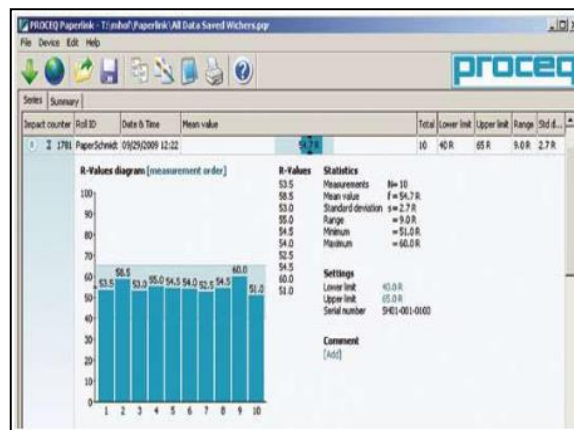 PROCEQ Paperlink - T:\mhof\Paperlink\All Data Saved Wichers.pqr
File Device Edit Help
proceq
Series Summary
Impact counter Roll ID Date & Time Mean value Total Lower limit Upper limit Range Std d...
1781 PaperSchmidt 09/29/2009 12:22 54.7 R 10 40 R 65 R 9.0 R 2.7 R
R-Values diagram [measurement order]
100
90
80
70
60
50
40
30
20
10
0
53.5 58.5 53.0 55.0 54.5 54.0 52.5 54.5 60.0 51.0
1 2 3 4 5 6 7 8 9 10
R-Values
53.5
58.5
53.0
55.0
54.5
54.0
52.5
54.5
60.0
51.0
Statistics
Measurements N= 10
Mean value f = 54.7 R
Standard deviation s = 2.7 R
Range = 9.0 R
Minimum = 51.0 R
Maximum = 60.0 R
Settings
Lower limit 40.0 R
Upper limit 65.0 R
Serial number SH01-001-0100
Comment
[Add]